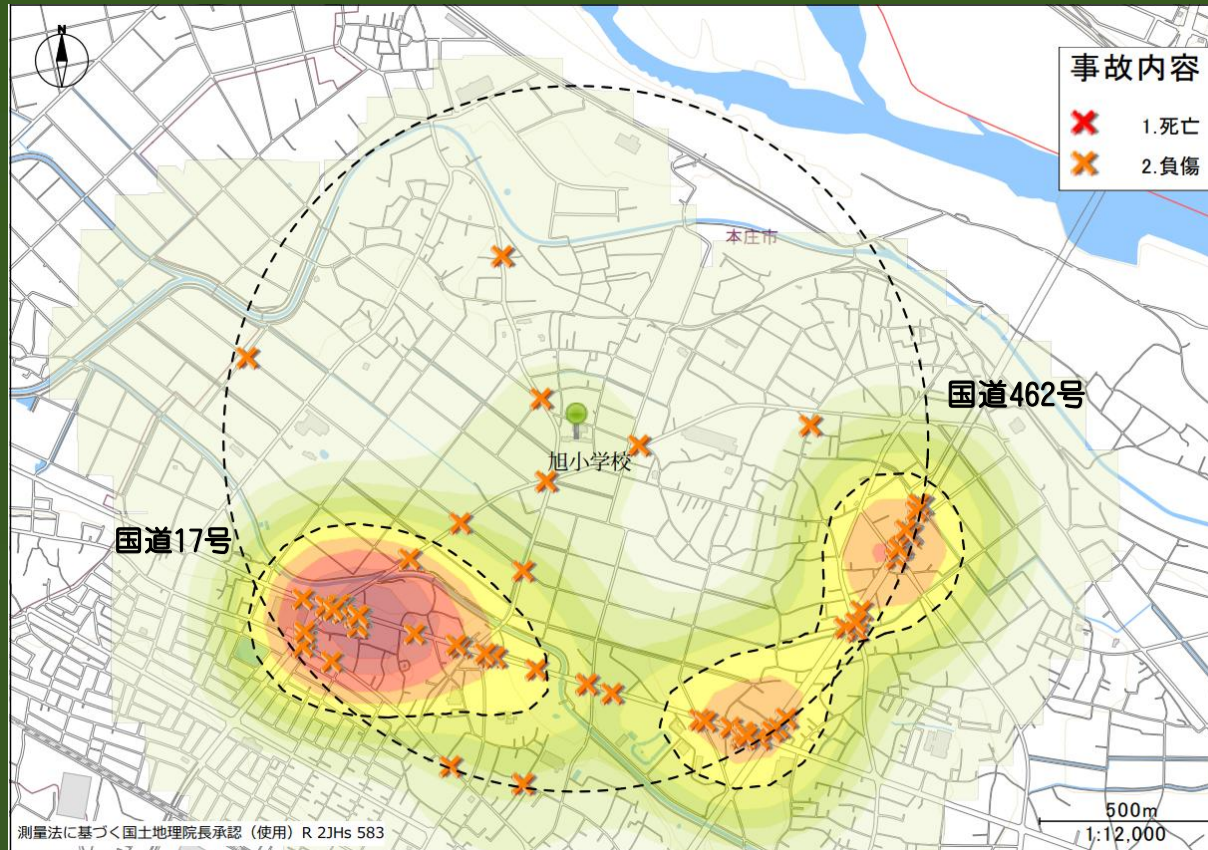 N
事故内容
1.死亡
2.負傷
本庄市
国道462号
旭小学校
国道17号
500m
1:12,000
測量法に基づく国土地理院長承認（使用）R 2JHs 583